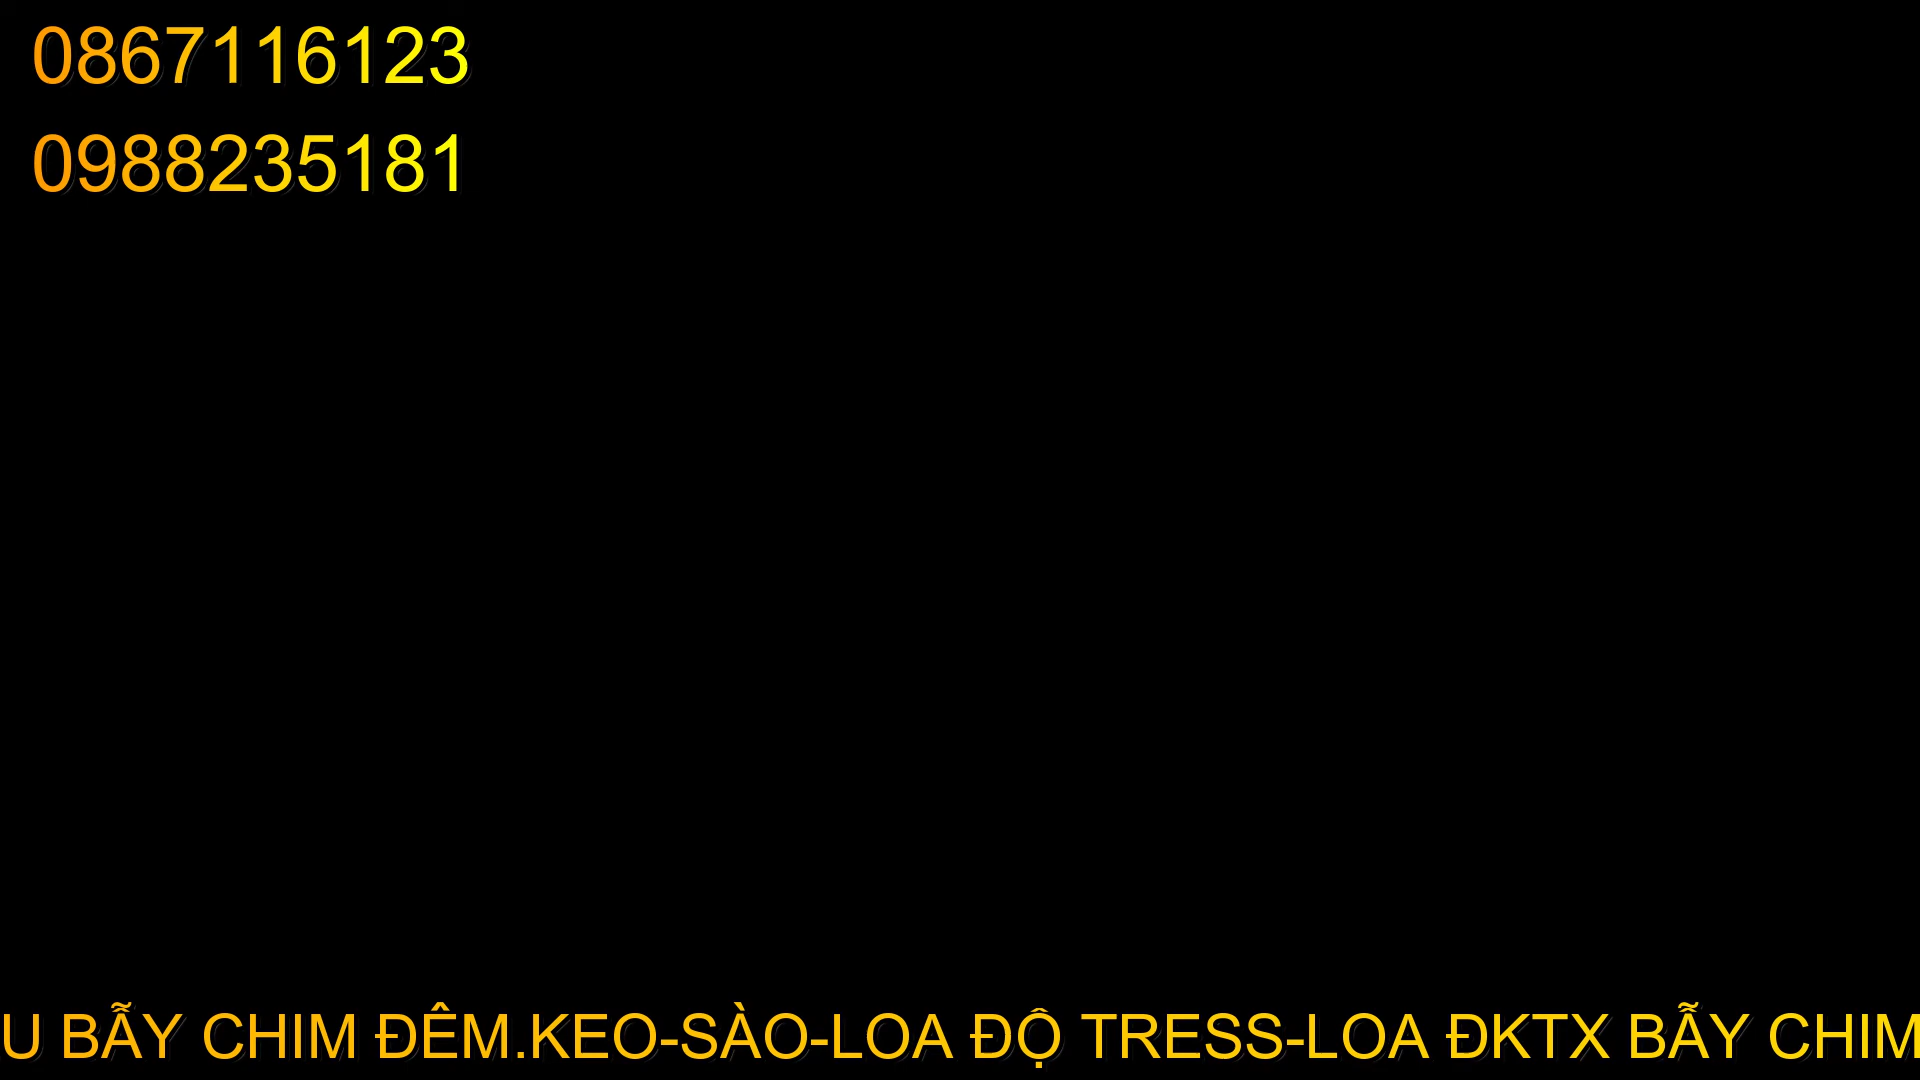 0867116123
0988235181
U BẪY CHIM ĐÊM.KEO-SÀO-LOA ĐỘ TRESS-LOA ĐKTX BẪY CHIM